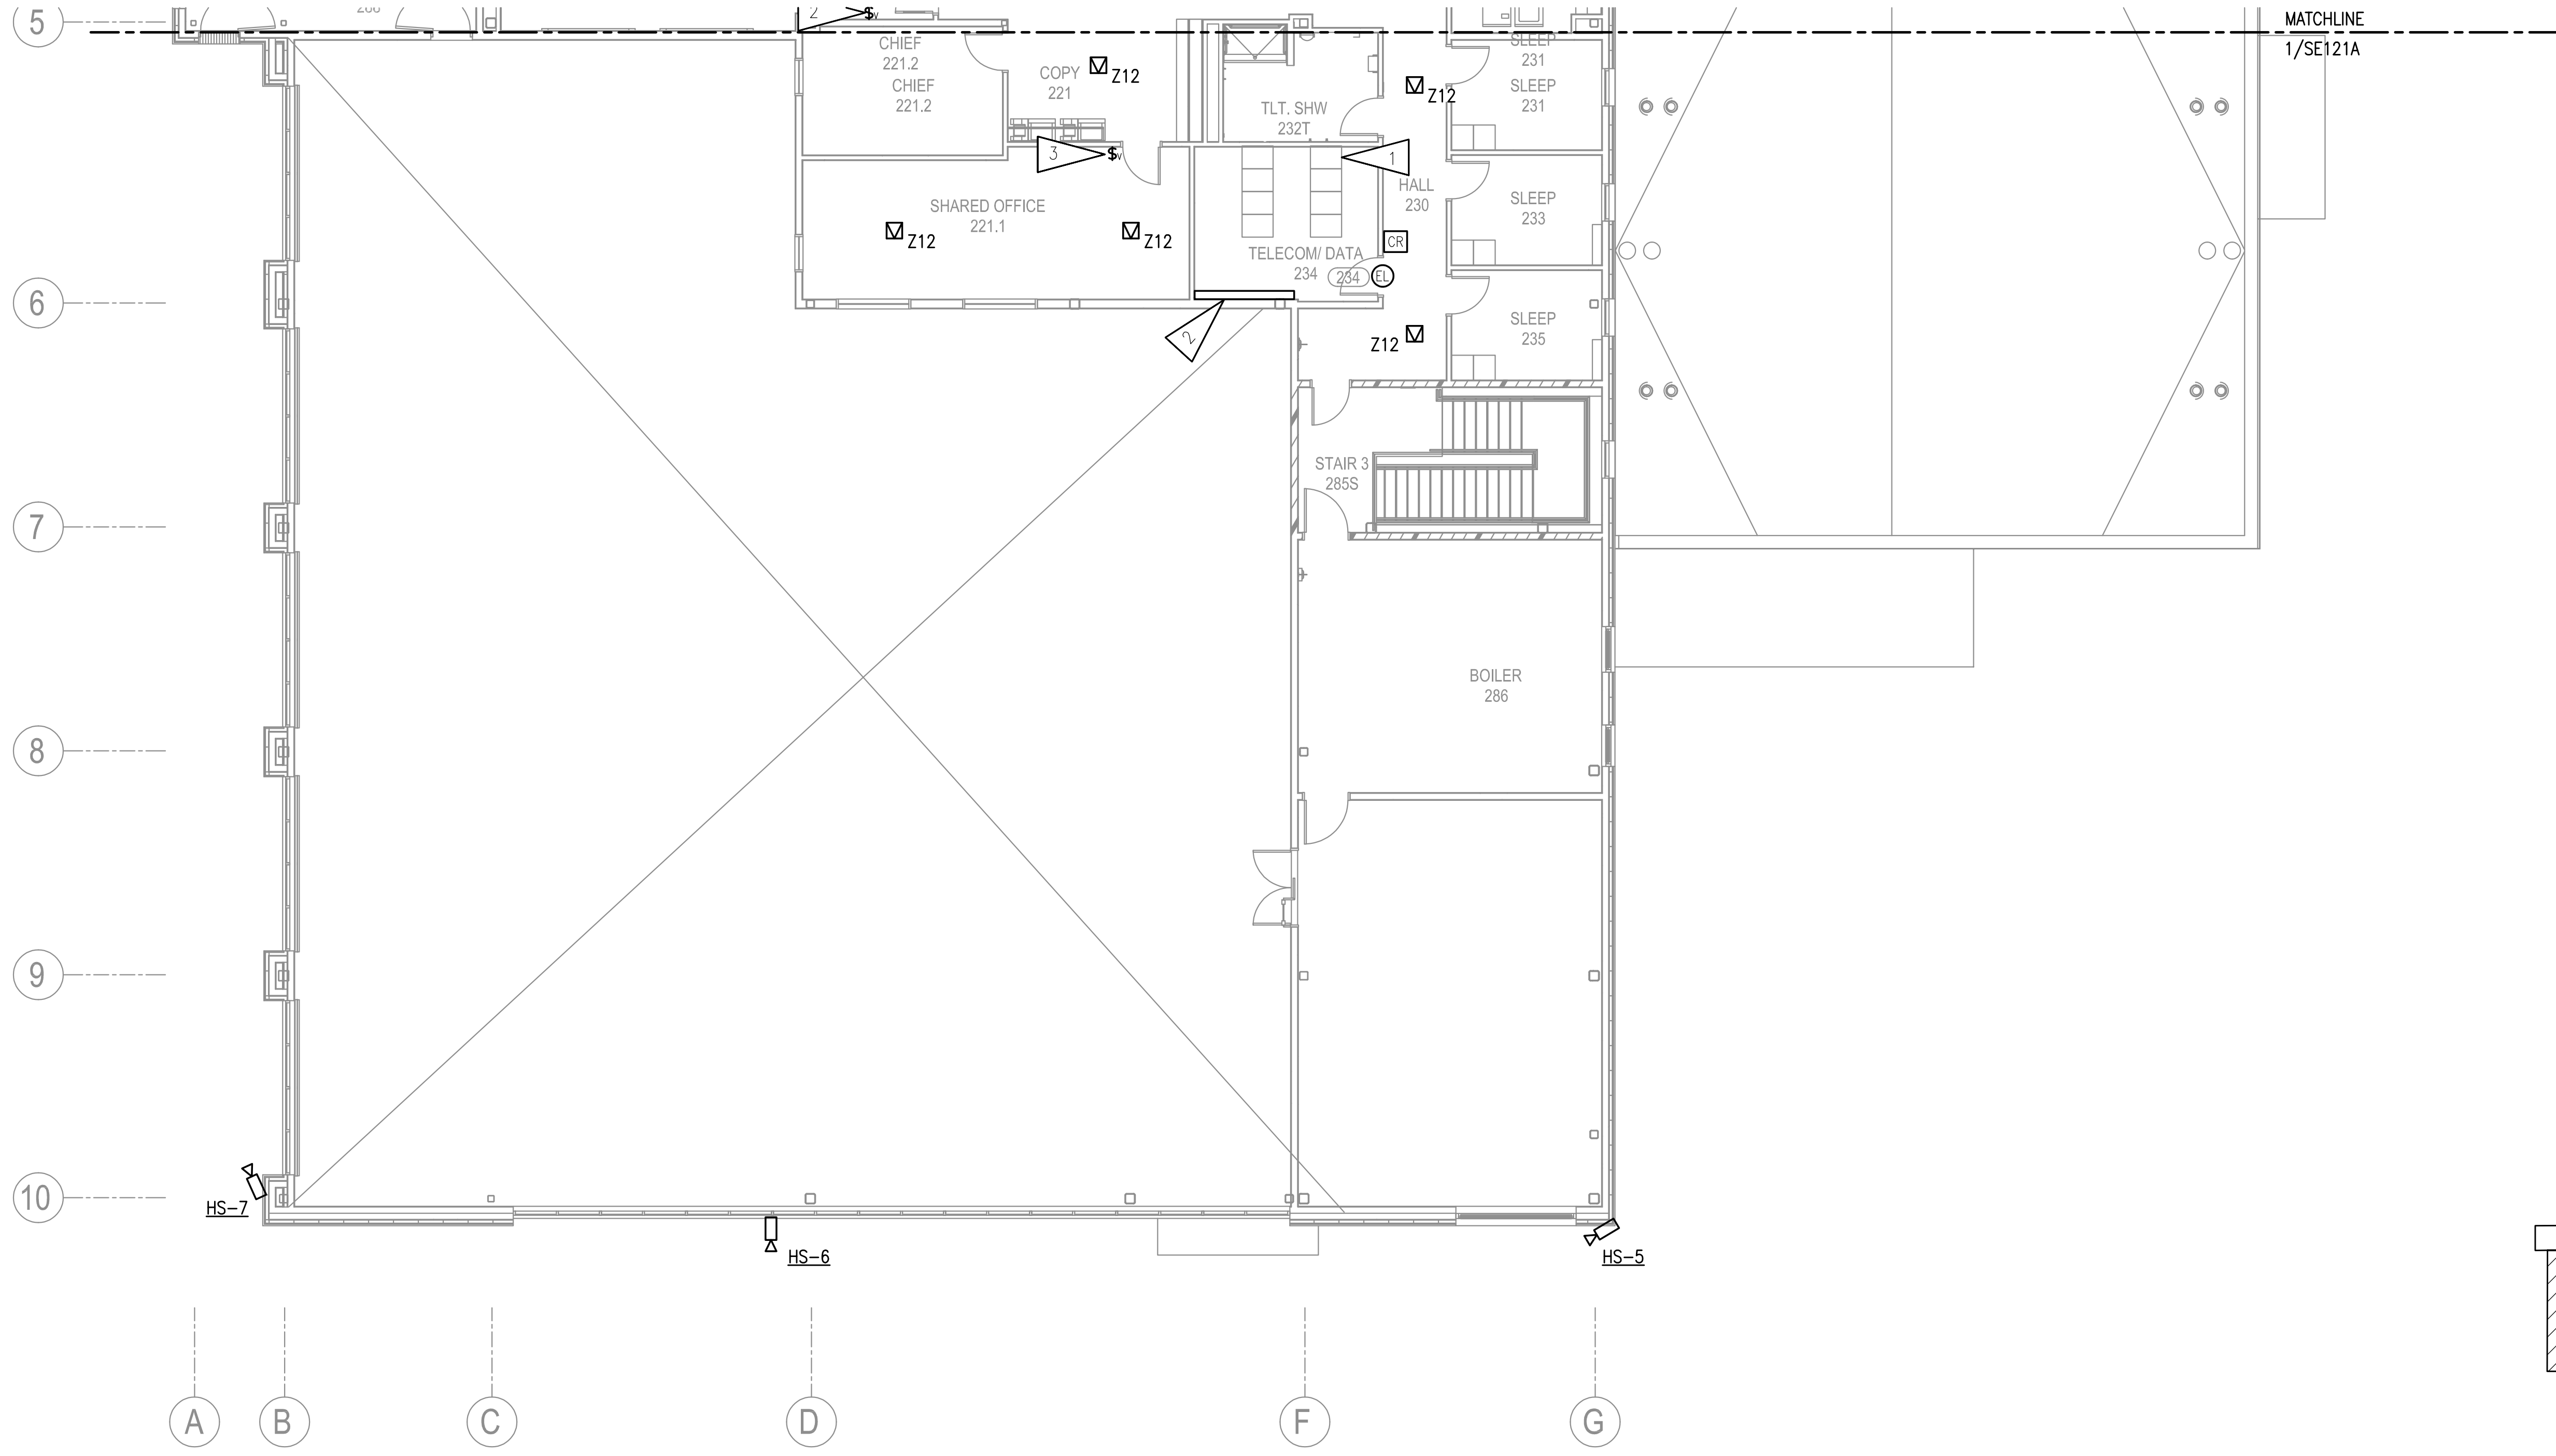 5
288
2
$v
MATCHLINE
1/SE121A
CHIEF
221.2
CHIEF
221.2
COPY
221
Z12
TLT. SHW
232T
Z12
SLEEP
231
SLEEP
231
3
$v
1
SHARED OFFICE
221.1
Z12
Z12
HALL
230
SLEEP
233
CR
TELECOM/ DATA
234
234
EL
6
2
Z12
SLEEP
235
STAIR 3
285S
7
BOILER
286
8
9
10
HS-7
HS-6
HS-5
A
B
C
D
F
G